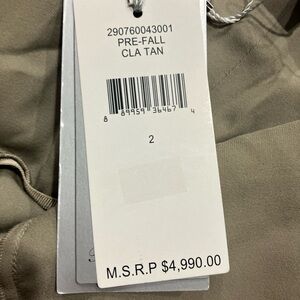 290760043001
PRE-FALL
CLA TAN
8 89959 36467 4
2
M.S.R.P $4,990.00